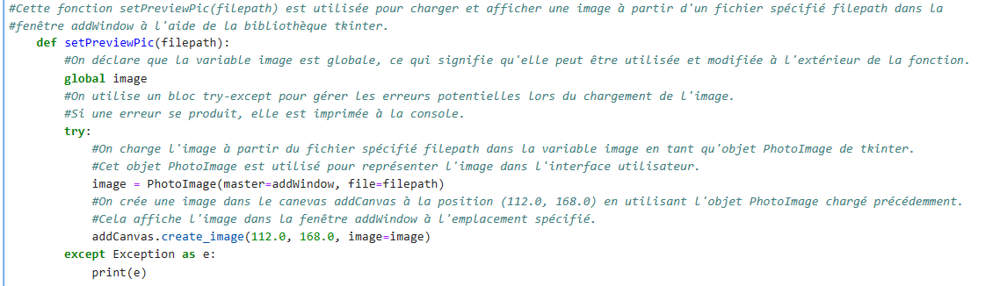 #Cette fonction setPreviewPic(filepath) est utilisée pour charger et afficher une image à partir d'un fichier spécifié filepath dans la
#fenêtre addWindow à l'aide de la bibliothèque tkinter.
def setPreviewPic(filepath):
#On déclare que la variable image est globale, ce qui signifie qu'elle peut être utilisée et modifiée à l'extérieur de la fonction.
global image
#On utilise un bloc try-except pour gérer les erreurs potentielles lors du chargement de l'image.
#Si une erreur se produit, elle est imprimée à la console.
try:
#On charge l'image à partir du fichier spécifié filepath dans la variable image en tant qu'objet PhotoImage de tkinter.
#Cet objet PhotoImage est utilisé pour représenter l'image dans l'interface utilisateur.
image = PhotoImage(master=addWindow, file=filepath)
#On crée une image dans le canevas addCanvas à la position (112.0, 168.0) en utilisant l'objet PhotoImage chargé précédemment.
#Cela affiche l'image dans la fenêtre addWindow à l'emplacement spécifié.
addCanvas.create_image(112.0, 168.0, image=image)
except Exception as e:
print(e)